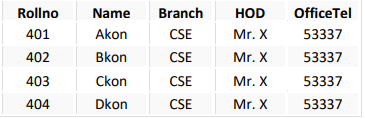 Rollno Name Branch HOD OfficeTel
401 Akon CSE Mr. X 53337
402 Bkon CSE Mr. X 53337
403 Ckon CSE Mr. X 53337
404 Dkon CSE Mr. X 53337